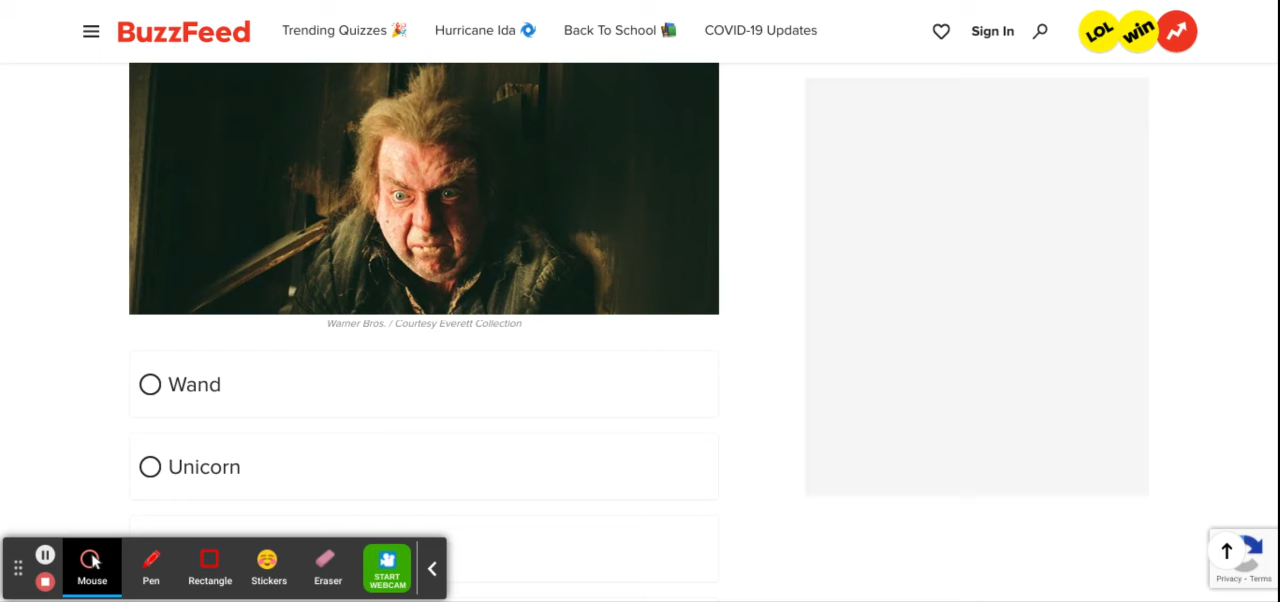 BuzzFeed Trending Quizzes 🎉 Hurricane Ida 🌀 Back To School 📚 COVID-19 Updates Sign In LOL win
Warner Bros. / Courtesy Everett Collection
Wand
Unicorn
Mouse Pen Rectangle Stickers Eraser START WEBCAM
Privacy - Terms